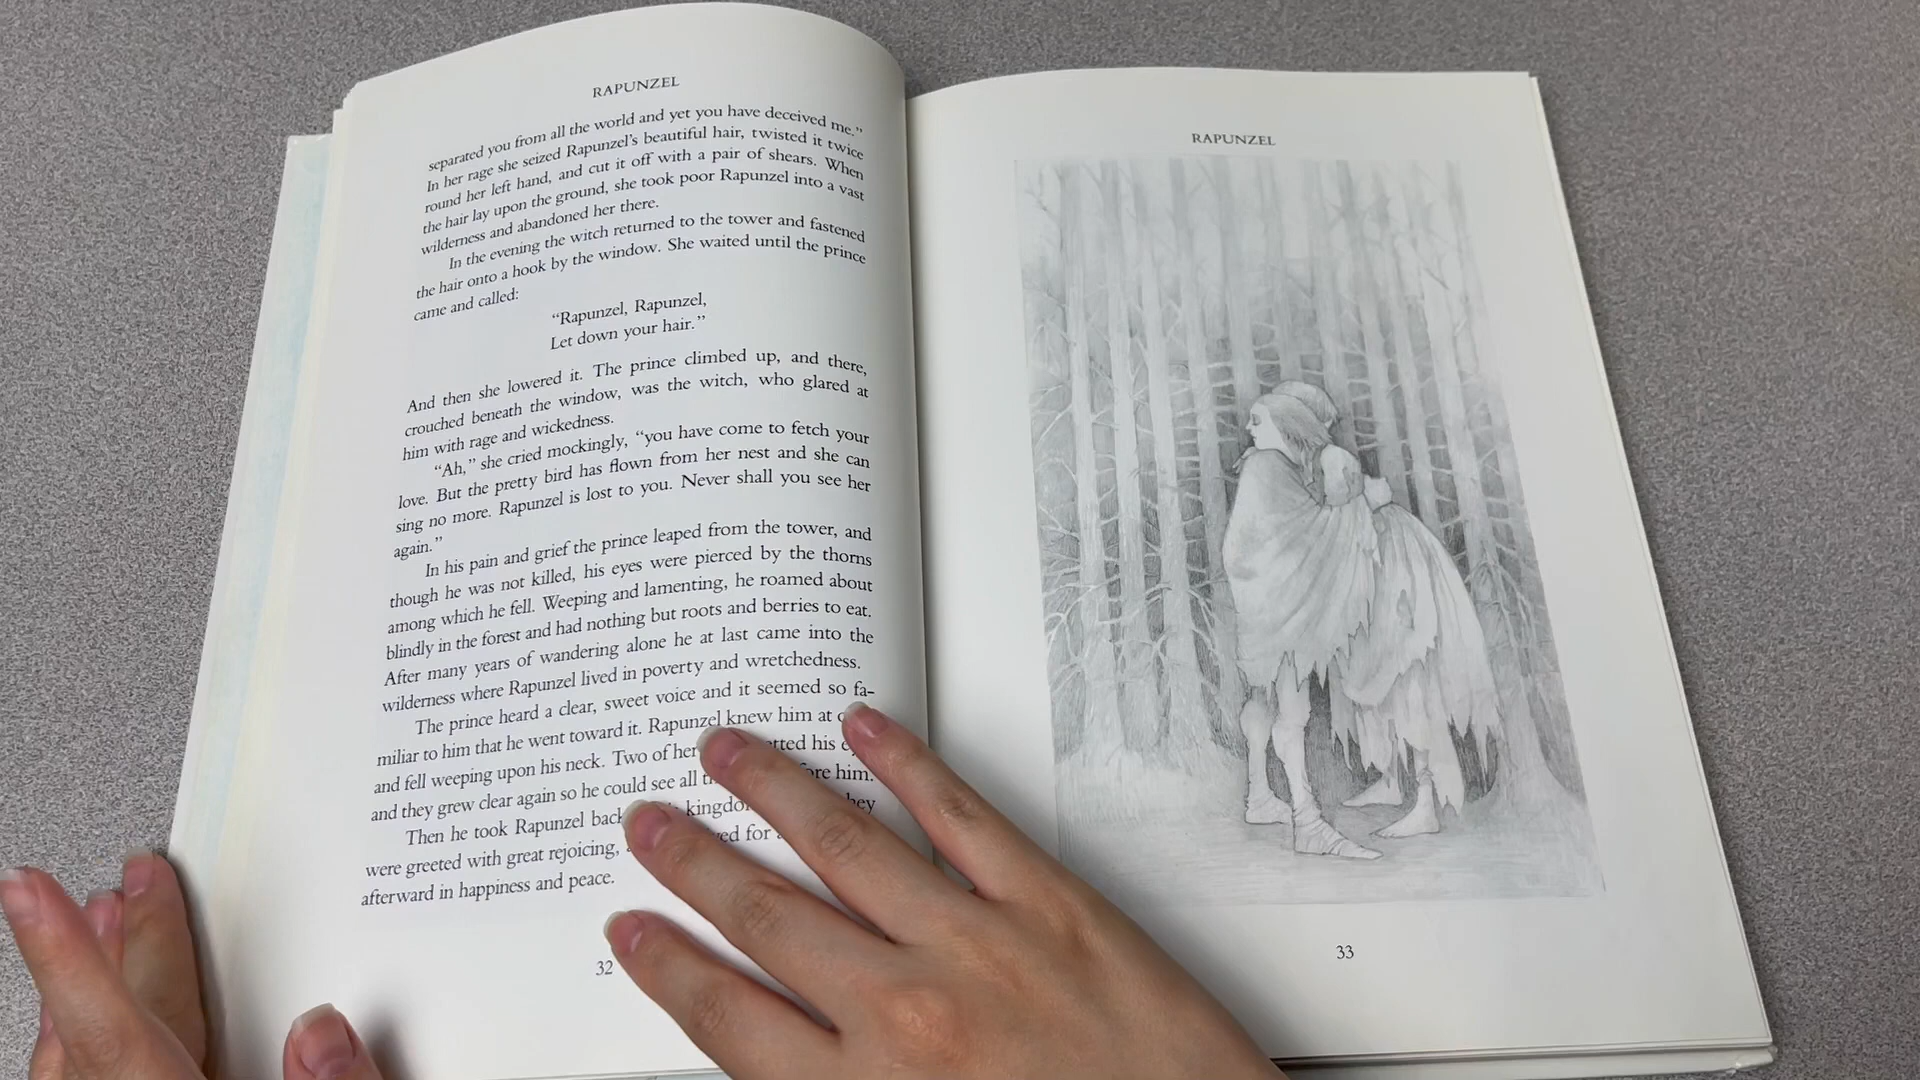 RAPUNZEL
separated you from all the world and yet you have deceived me.”
In her rage she seized Rapunzel’s beautiful hair, twisted it twice
round her left hand, and cut it off with a pair of shears. When
the hair lay upon the ground, she took poor Rapunzel into a vast
wilderness and abandoned her there.
In the evening the witch returned to the tower and fastened
the hair onto a hook by the window. She waited until the prince
came and called:
“Rapunzel, Rapunzel,
Let down your hair.”
And then she lowered it. The prince climbed up, and there,
crouched beneath the window, was the witch, who glared at
him with rage and wickedness.
“Ah,” she cried mockingly, “you have come to fetch your
love. But the pretty bird has flown from her nest and she can
sing no more. Rapunzel is lost to you. Never shall you see her
again.”
In his pain and grief the prince leaped from the tower, and
though he was not killed, his eyes were pierced by the thorns
among which he fell. Weeping and lamenting, he roamed about
blindly in the forest and had nothing but roots and berries to eat.
After many years of wandering alone he at last came into the
wilderness where Rapunzel lived in poverty and wretchedness.
The prince heard a clear, sweet voice and it seemed so fa-
miliar to him that he went toward it. Rapunzel knew him at
and fell weeping upon his neck. Two of her his
and they grew clear again so he could see all him.
Then he took Rapunzel back
were greeted with great rejoicing, for
afterward in happiness and peace.
32
RAPUNZEL
33